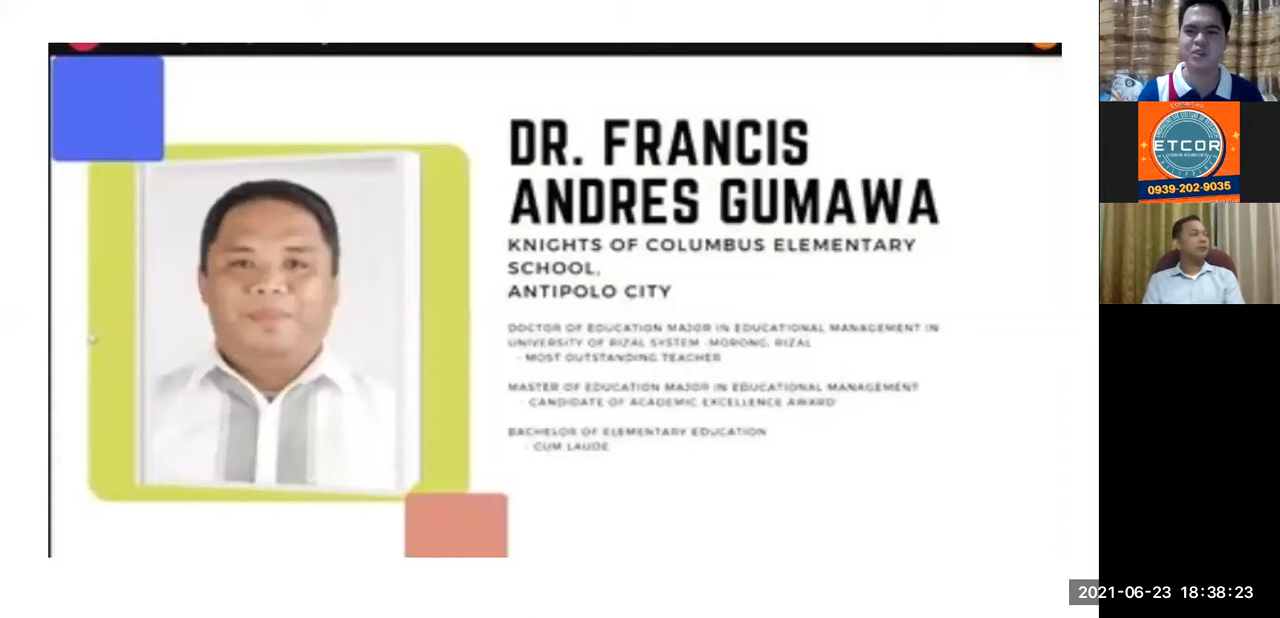 DR. FRANCIS
ANDRES GUMAWA
KNIGHTS OF COLUMBUS ELEMENTARY
SCHOOL,
ANTIPOLO CITY
DOCTOR OF EDUCATION MAJOR IN EDUCATIONAL MANAGEMENT IN
UNIVERSITY OF RIZAL SYSTEM -MORONG, RIZAL
- MOST OUTSTANDING TEACHER
MASTER OF EDUCATION MAJOR IN EDUCATIONAL MANAGEMENT
- CANDIDATE OF ACADEMIC EXCELLENCE AWARD
BACHELOR OF ELEMENTARY EDUCATION
- CUM LAUDE
ETCOR
0939-202-9035
2021-06-23 18:38:23